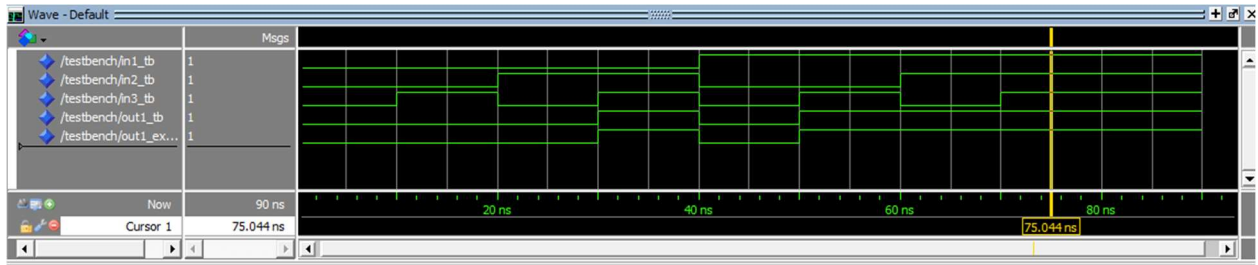 Wave - Default
Msgs
/testbench/in1_tb 1
/testbench/in2_tb 1
/testbench/in3_tb 1
/testbench/out1_tb 1
/testbench/out1_ex... 1
Now 90 ns
20 ns 40 ns 60 ns 80 ns
Cursor 1 75.044 ns 75.044 ns